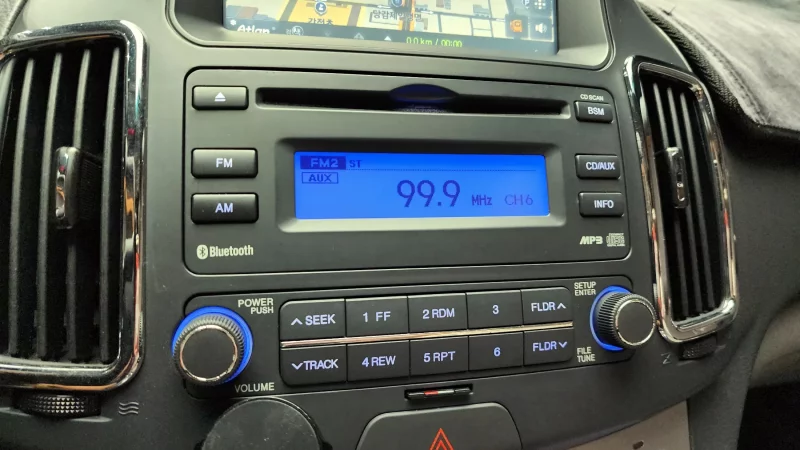 Atlan
강좌
0.0 km / 00:00
CD SCAN
BSM
FM
FM2 ST
CD/AUX
AUX
AM
99.9 MHz CH6
INFO
Bluetooth
MP3
POWER
PUSH
SETUP
ENTER
SEEK
1 FF
2 RDM
3
FLDR
TRACK
4 REW
5 RPT
6
FLDR
VOLUME
FILE
TUNE